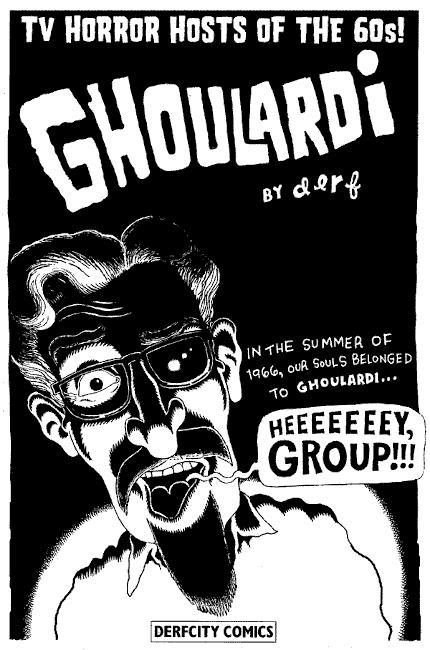 TV HORROR HOSTS OF THE 60s!
GHOULARDi
BY derf
IN THE SUMMER OF
1966, OUR SOULS BELONGED
TO GHOULARDI...
HEEEEEEEY,
GROUP!!!
DERFCITY COMICS